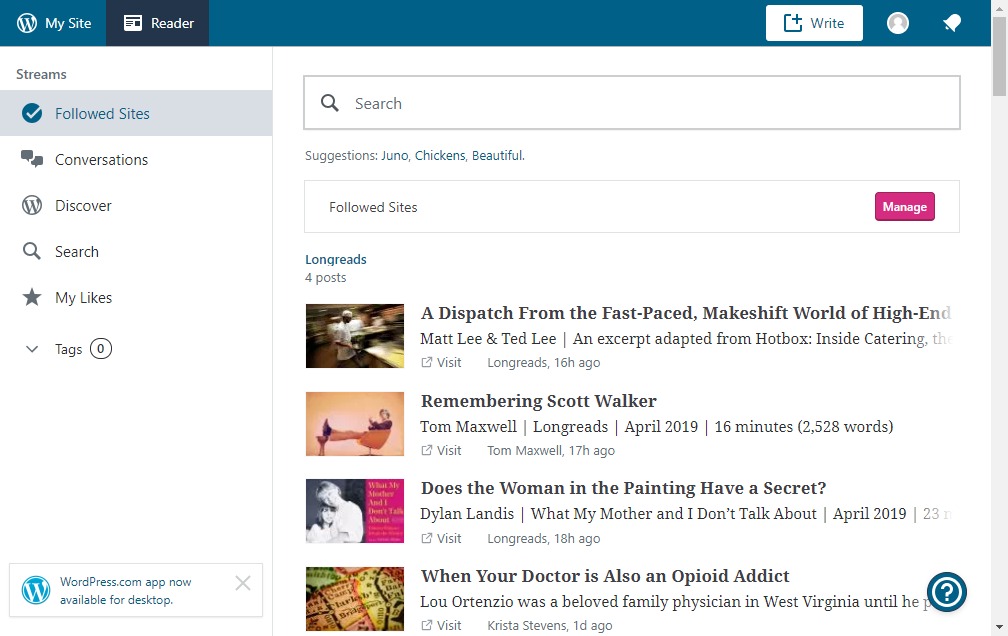 My Site
Reader
Write
Streams
Followed Sites
Conversations
Discover
Search
My Likes
Tags 0
WordPress.com app now
available for desktop.
Search
Suggestions: Juno, Chickens, Beautiful.
Followed Sites
Manage
Longreads
4 posts
A Dispatch From the Fast-Paced, Makeshift World of High-End
Matt Lee & Ted Lee | An excerpt adapted from Hotbox: Inside Catering, the
Visit Longreads, 16h ago
Remembering Scott Walker
Tom Maxwell | Longreads | April 2019 | 16 minutes (2,528 words)
Visit Tom Maxwell, 17h ago
What My
Mother
And I
Don't Talk
About
Does the Woman in the Painting Have a Secret?
Dylan Landis | What My Mother and I Don't Talk About | April 2019 | 23
Visit Longreads, 18h ago
When Your Doctor is Also an Opioid Addict
Lou Ortenzio was a beloved family physician in West Virginia until he
Visit Krista Stevens, 1d ago
?